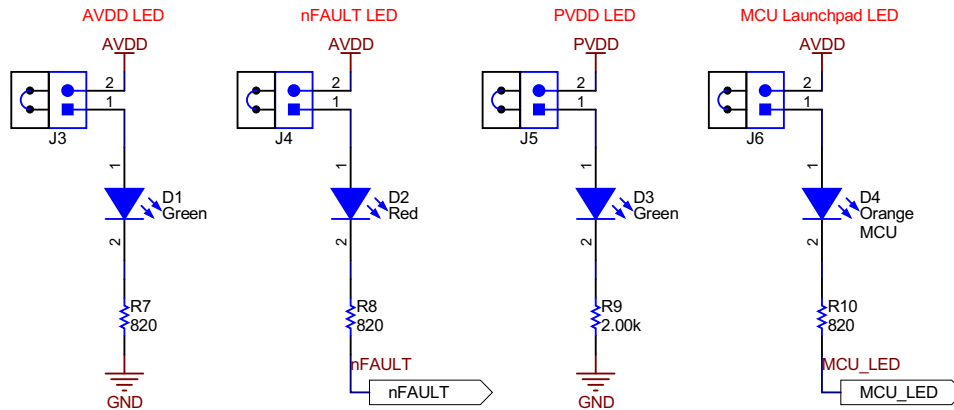 AVDD LED
AVDD
2
1
J3
1
D1
Green
2
R7
820
GND
nFAULT LED
AVDD
2
1
J4
1
D2
Red
2
R8
820
nFAULT
nFAULT
PVDD LED
PVDD
2
1
J5
1
D3
Green
2
R9
2.00k
GND
MCU Launchpad LED
AVDD
2
1
J6
1
D4
Orange
MCU
2
R10
820
MCU_LED
MCU_LED